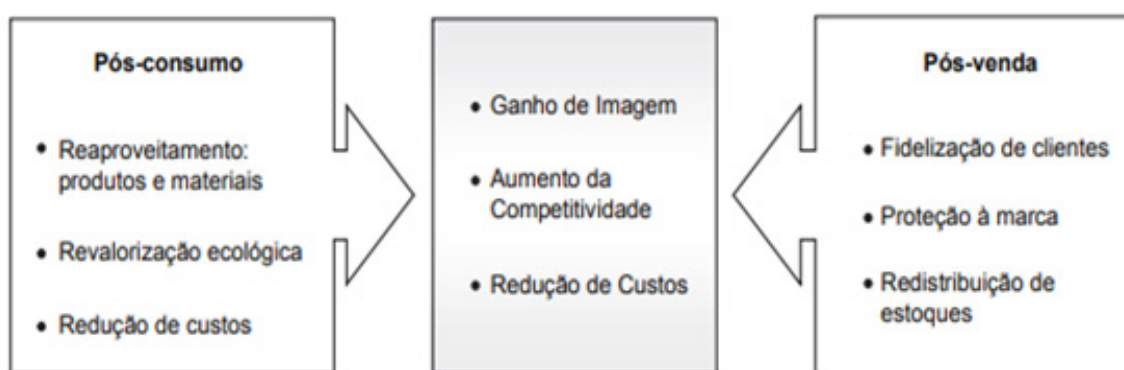 Pós-consumo
• Reaproveitamento:
produtos e materiais
• Revalorização ecológica
• Redução de custos
• Ganho de Imagem
• Aumento da
Competitividade
• Redução de Custos
Pós-venda
• Fidelização de clientes
• Proteção à marca
• Redistribuição de
estoques